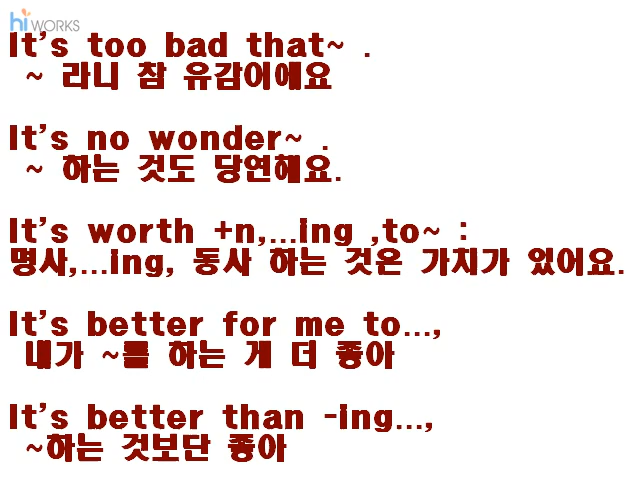 hiworks
It's too bad that~ .
~ 라니 참 유감이에요
It's no wonder~ .
~ 하는 것도 당연해요.
It's worth +n,...ing ,to~ :
명사,...ing, 동사 하는 것은 가치가 있어요.
It's better for me to...,
내가 ~를 하는 게 더 좋아
It's better than -ing...,
~하는 것보단 좋아